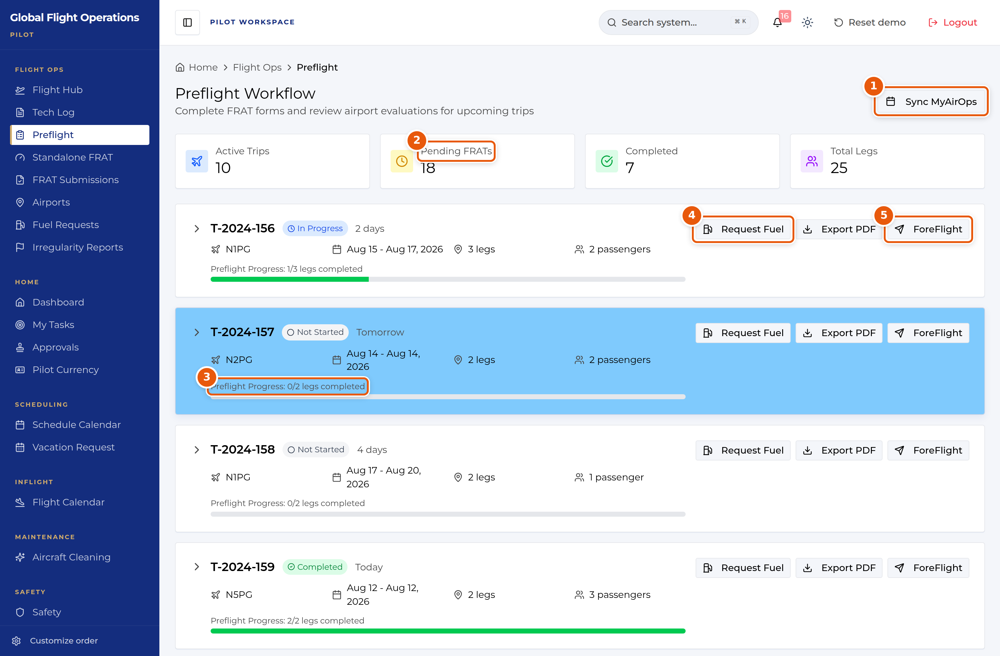 Global Flight Operations
PILOT
FLIGHT OPS
Flight Hub
Tech Log
Preflight
Standalone FRAT
FRAT Submissions
Airports
Fuel Requests
Irregularity Reports
HOME
Dashboard
My Tasks
Approvals
Pilot Currency
SCHEDULING
Schedule Calendar
Vacation Request
INFLIGHT
Flight Calendar
MAINTENANCE
Aircraft Cleaning
SAFETY
Safety
Customize order
PILOT WORKSPACE
Search system...
⌘ K
16
Reset demo
Logout
Home > Flight Ops > Preflight
Preflight Workflow
Complete FRAT forms and review airport evaluations for upcoming trips
1
Sync MyAirOps
Active Trips
10
2
Pending FRATs
18
Completed
7
Total Legs
25
T-2024-156 In Progress 2 days
4
Request Fuel
Export PDF
5
ForeFlight
N1PG
Aug 15 - Aug 17, 2026
3 legs
2 passengers
Preflight Progress: 1/3 legs completed
T-2024-157 Not Started Tomorrow
Request Fuel
Export PDF
ForeFlight
N2PG
Aug 14 - Aug 14,
2026
2 legs
2 passengers
3
Preflight Progress: 0/2 legs completed
T-2024-158 Not Started 4 days
Request Fuel
Export PDF
ForeFlight
N1PG
Aug 17 - Aug 20,
2026
2 legs
1 passenger
Preflight Progress: 0/2 legs completed
T-2024-159 Completed Today
Request Fuel
Export PDF
ForeFlight
N5PG
Aug 12 - Aug 12,
2026
2 legs
3 passengers
Preflight Progress: 2/2 legs completed